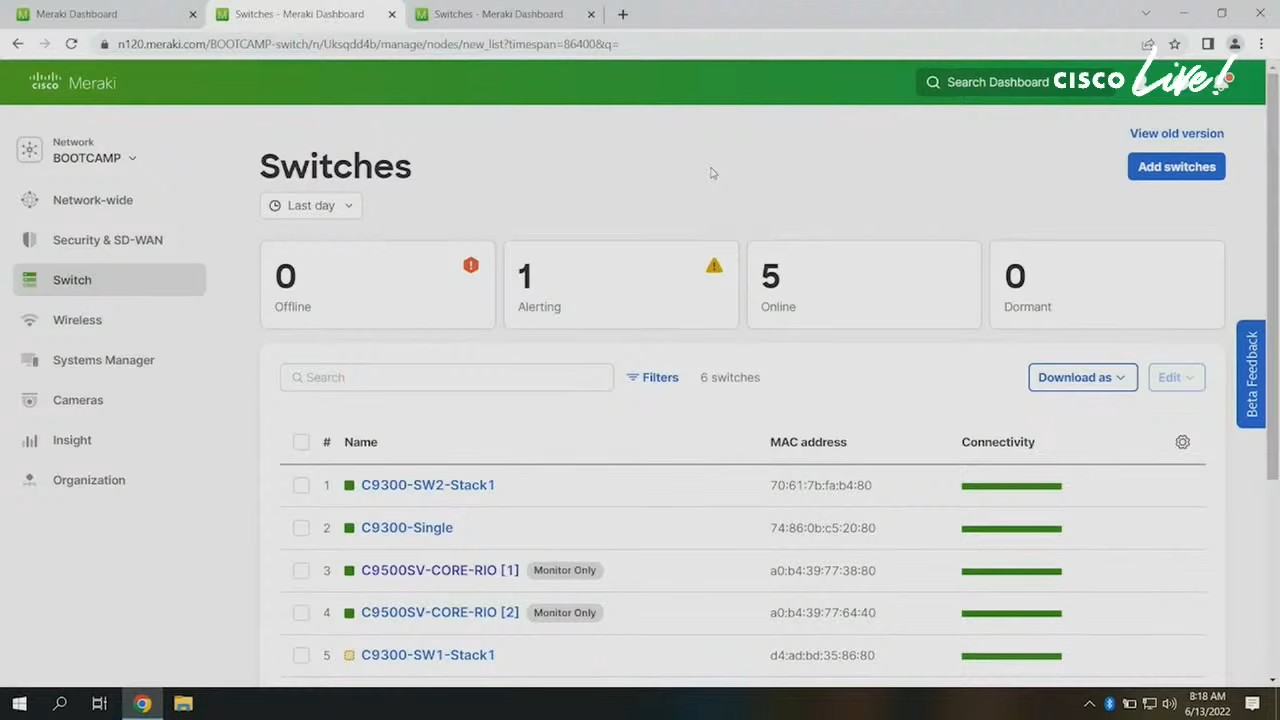 Meraki Dashboard
Switches - Meraki Dashboard
Switches - Meraki Dashboard
n120.meraki.com/BOOTCAMP-switch/n/Uksqdd4b/manage/nodes/new_list?timespan=86400&q=
cisco Meraki
Search Dashboard
CISCO Live!
Network
BOOTCAMP
Network-wide
Security & SD-WAN
Switch
Wireless
Systems Manager
Cameras
Insight
Organization
View old version
Switches
Add switches
Last day
0
Offline
1
Alerting
5
Online
0
Dormant
Beta Feedback
Search
Filters
6 switches
Download as
Edit
# Name MAC address Connectivity
1 C9300-SW2-Stack1 70:61:7b:fa:b4:80
2 C9300-Single 74:86:0b:c5:20:80
3 C9500SV-CORE-RIO [1] Monitor Only a0:b4:39:77:38:80
4 C9500SV-CORE-RIO [2] Monitor Only a0:b4:39:77:64:40
5 C9300-SW1-Stack1 d4:ad:bd:35:86:80
8:18 AM
6/13/2022